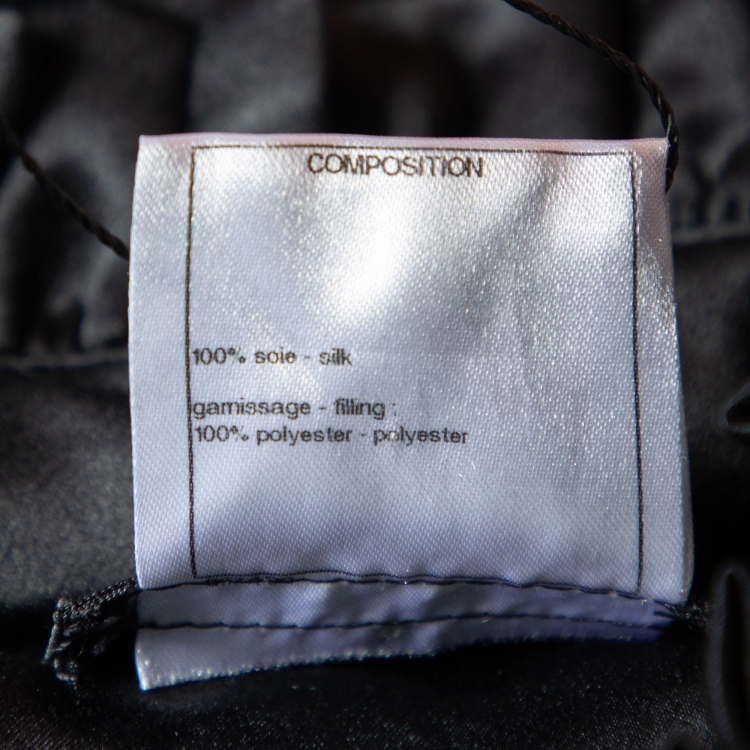 COMPOSITION
100% soie - silk
garnissage - filling :
100% polyester - polyester